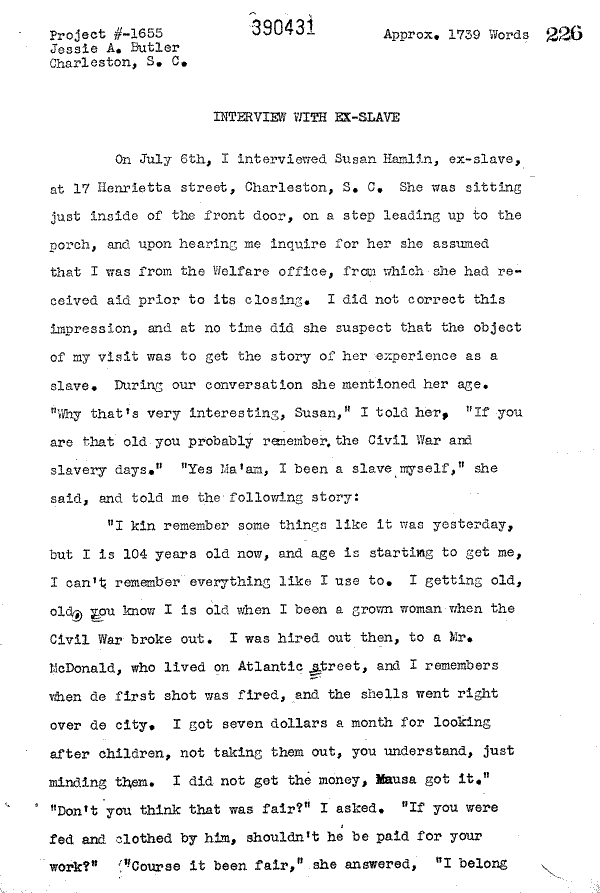 Project #-1655
Jessie A. Butler
Charleston, S. C.
390431
Approx. 1739 Words
226
INTERVIEW WITH EX-SLAVE
On July 6th, I interviewed Susan Hamlin, ex-slave,
at 17 Henrietta street, Charleston, S. C. She was sitting
just inside of the front door, on a step leading up to the
porch, and upon hearing me inquire for her she assumed
that I was from the Welfare office, from which she had re-
ceived aid prior to its closing. I did not correct this
impression, and at no time did she suspect that the object
of my visit was to get the story of her experience as a
slave. During our conversation she mentioned her age.
"Why that's very interesting, Susan," I told her, "If you
are that old you probably remember the Civil War and
slavery days." "Yes Ma'am, I been a slave myself," she
said, and told me the following story:
"I kin remember some things like it was yesterday,
but I is 104 years old now, and age is starting to get me,
I can't remember everything like I use to. I getting old,
old. you know I is old when I been a grown woman when the
Civil War broke out. I was hired out then, to a Mr.
McDonald, who lived on Atlantic street, and I remembers
when de first shot was fired, and the shells went right
over de city. I got seven dollars a month for looking
after children, not taking them out, you understand, just
minding them. I did not get the money, Mausa got it."
"Don't you think that was fair?" I asked. "If you were
fed and clothed by him, shouldn't he be paid for your
work?" "Course it been fair," she answered, "I belong